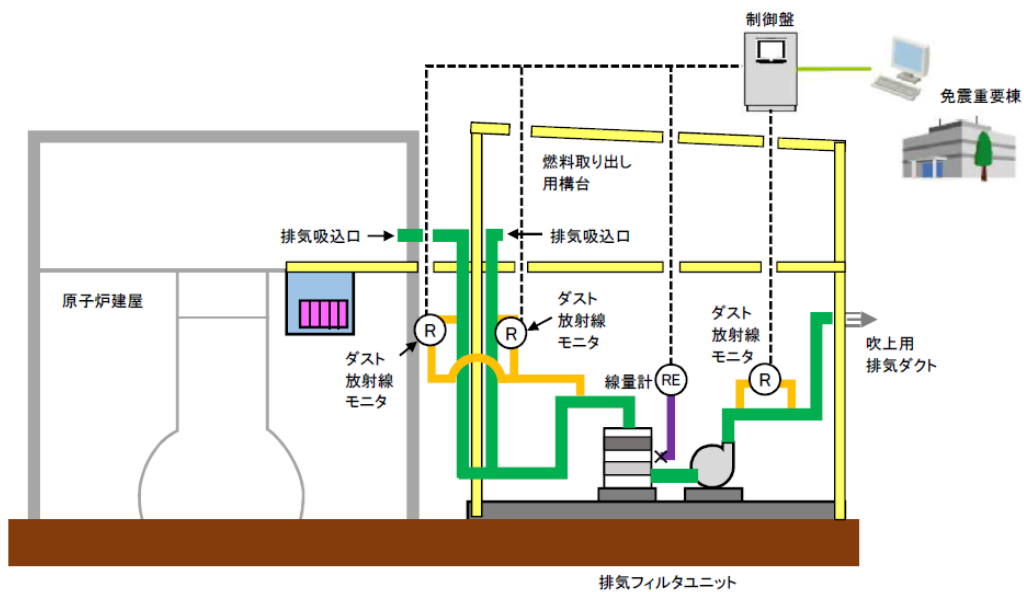 制御盤
免震重要棟
燃料取り出し
用構台
排気吸込口
排気吸込口
原子炉建屋
R
ダスト
放射線
モニタ
R
ダスト
放射線
モニタ
線量計
RE
ダスト
放射線
モニタ
R
吹上用
排気ダクト
排気フィルタユニット